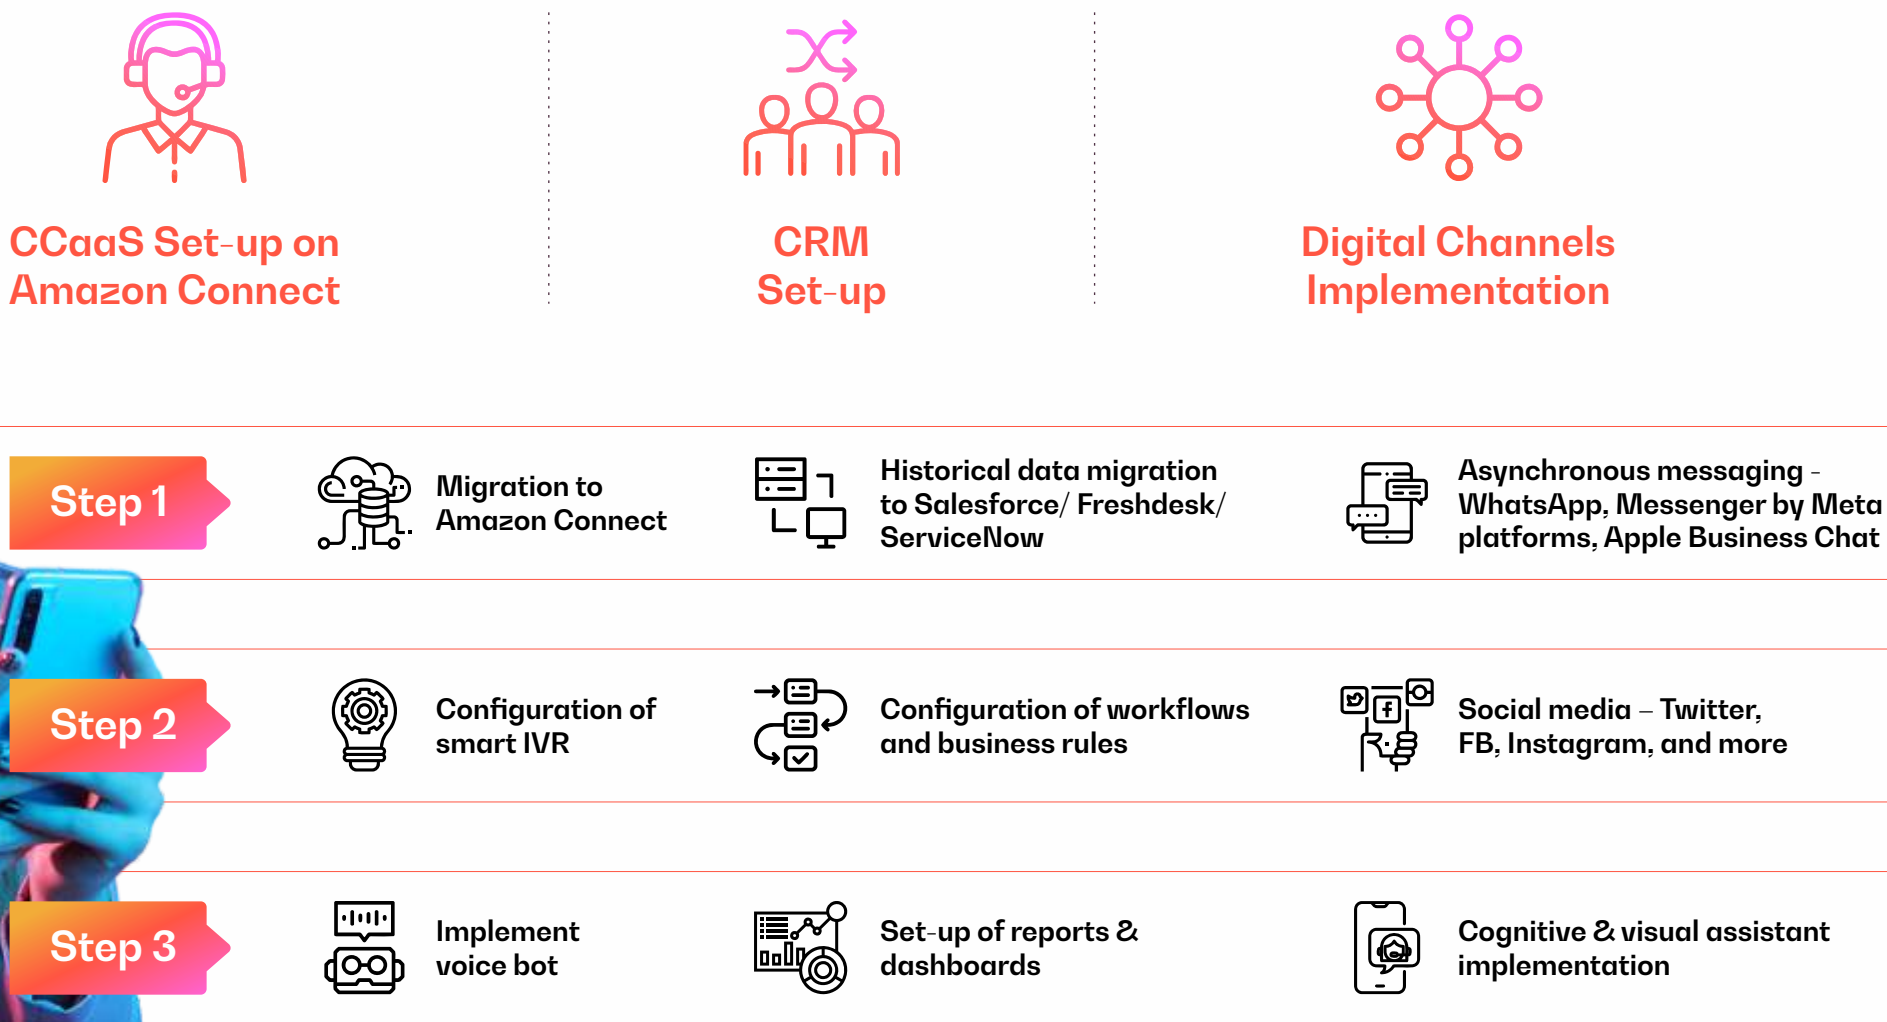 CCaaS Set-up on
Amazon Connect
CRM
Set-up
Digital Channels
Implementation
Step 1
Migration to
Amazon Connect
Historical data migration
to Salesforce/ Freshdesk/
ServiceNow
Asynchronous messaging -
WhatsApp, Messenger by Meta
platforms, Apple Business Chat
Step 2
Configuration of
smart IVR
Configuration of workflows
and business rules
Social media – Twitter,
FB, Instagram, and more
Step 3
Implement
voice bot
Set-up of reports &
dashboards
Cognitive & visual assistant
implementation